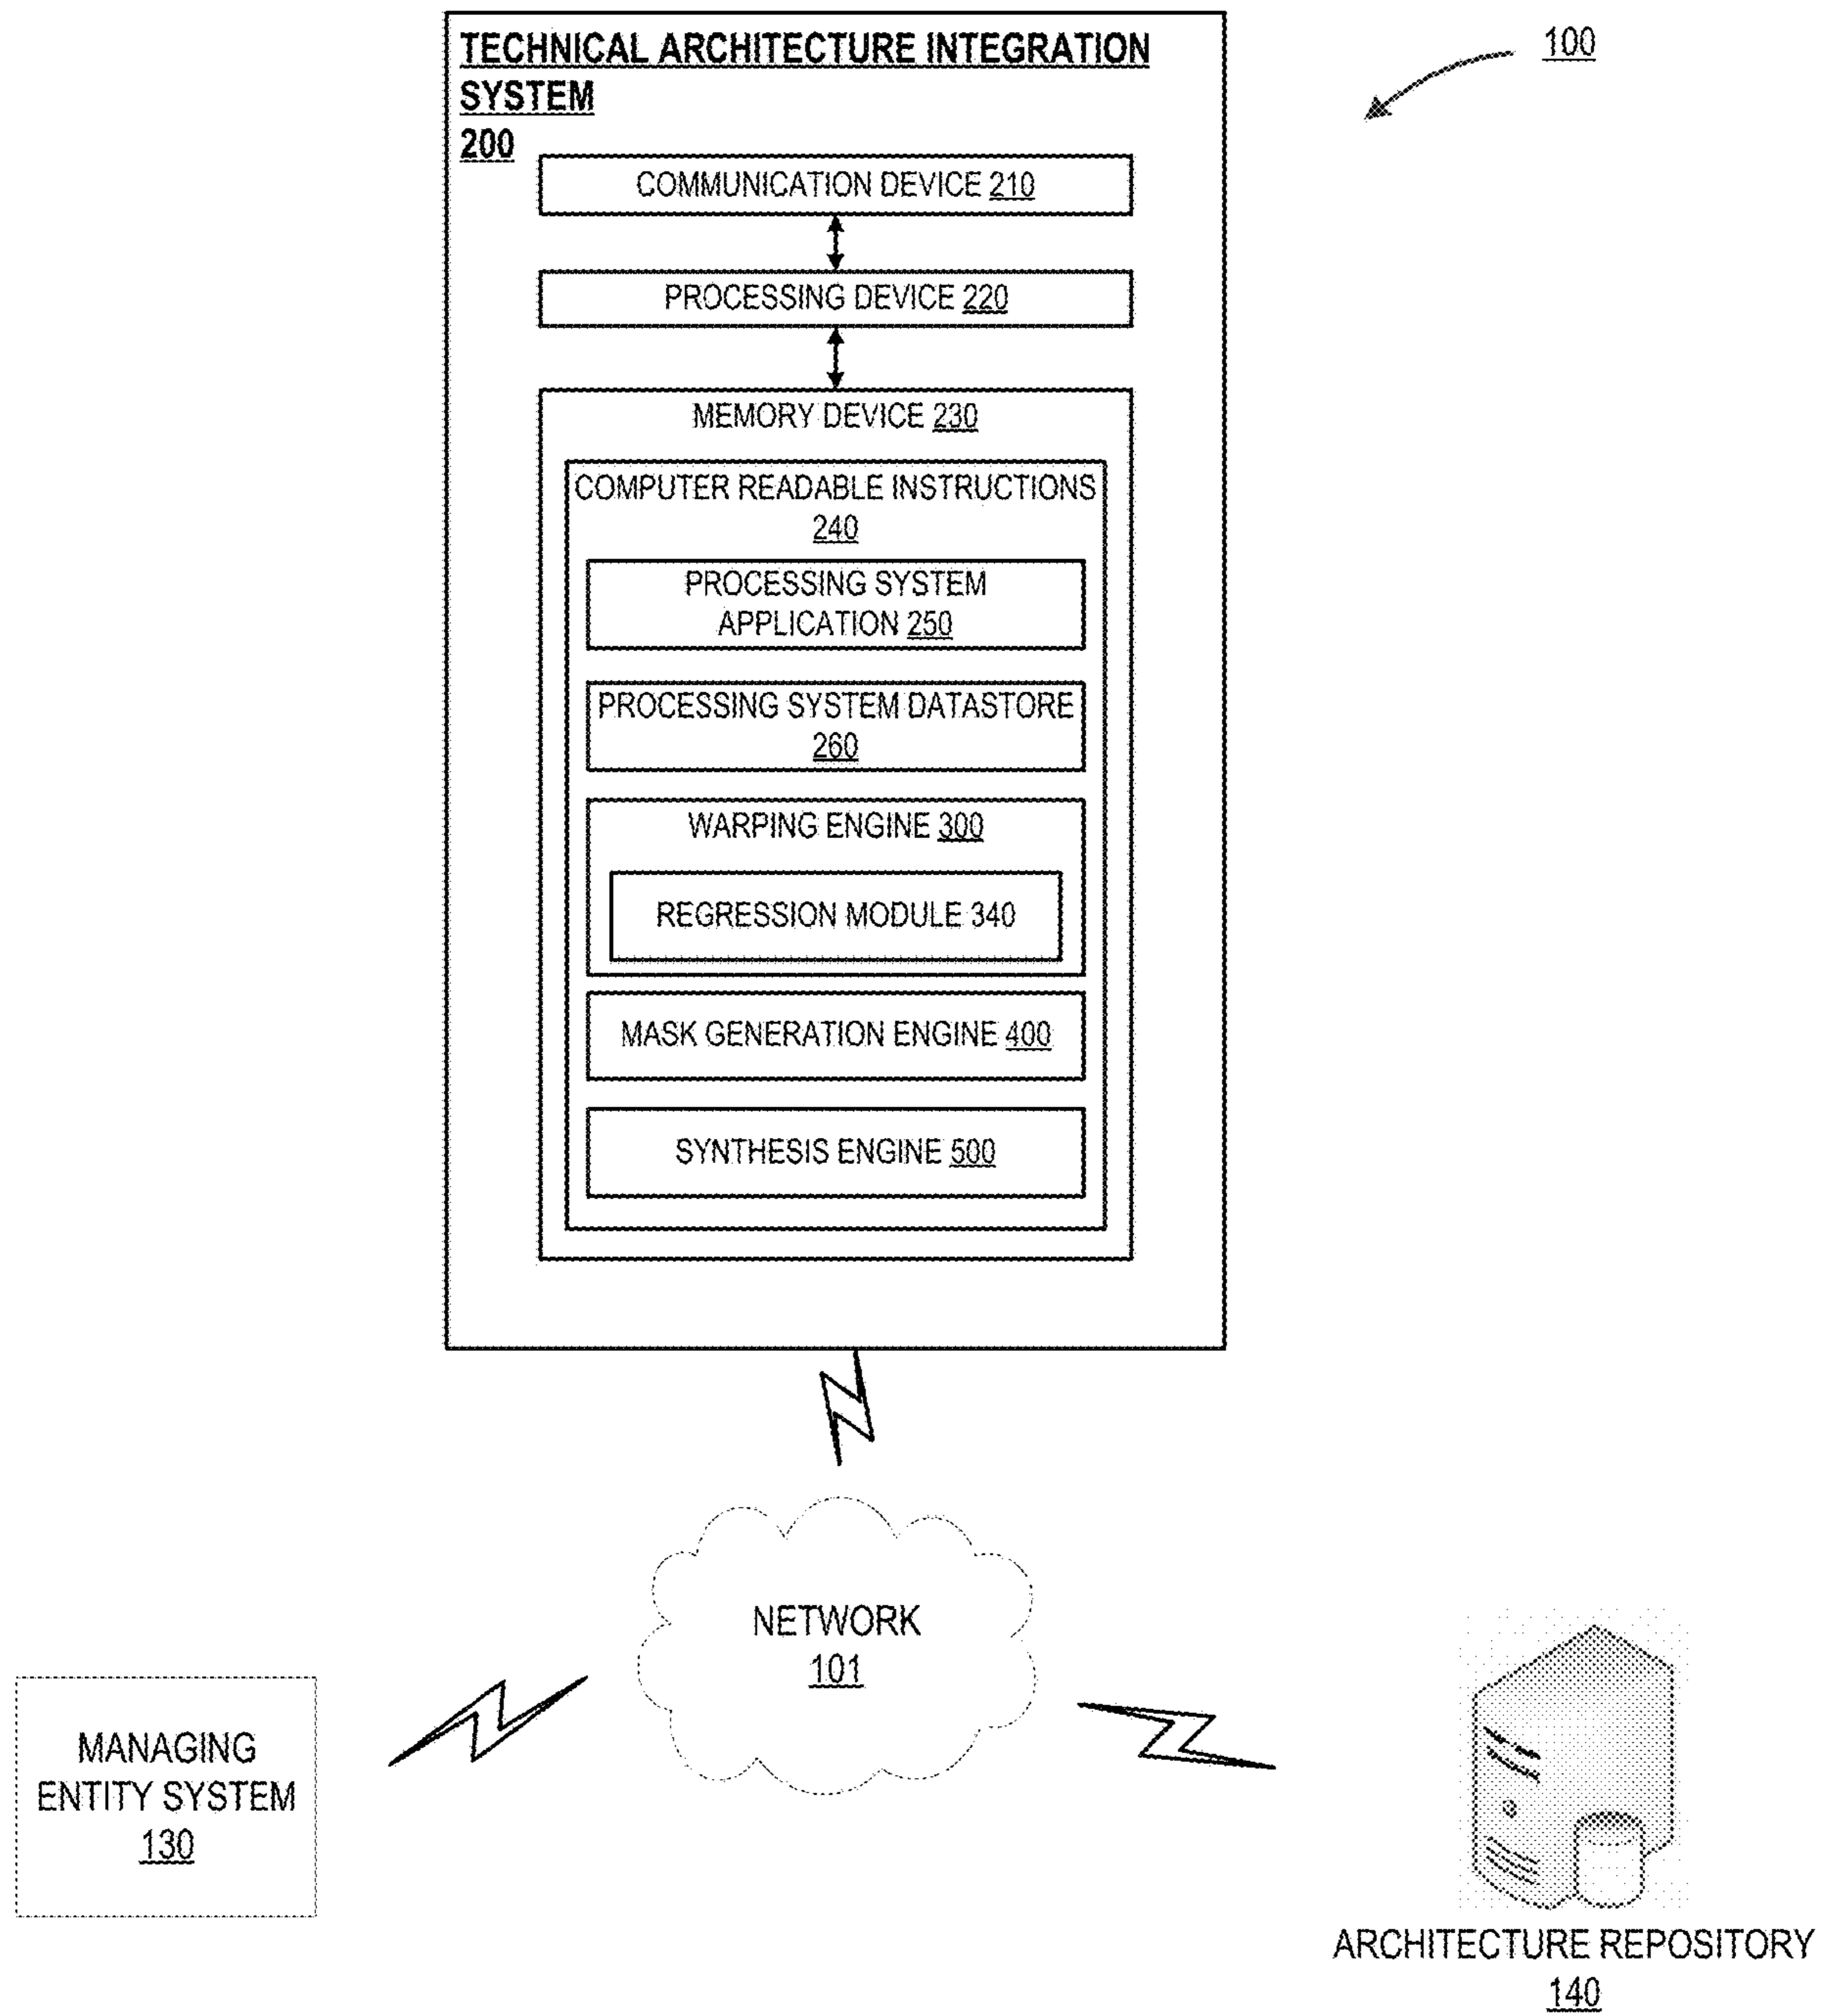 TECHNICAL ARCHITECTURE INTEGRATION
SYSTEM
200
100
COMMUNICATION DEVICE 210
PROCESSING DEVICE 220
MEMORY DEVICE 230
COMPUTER READABLE INSTRUCTIONS
240
PROCESSING SYSTEM
APPLICATION 250
PROCESSING SYSTEM DATASTORE
260
WARPING ENGINE 300
REGRESSION MODULE 340
MASK GENERATION ENGINE 400
SYNTHESIS ENGINE 500
NETWORK
101
MANAGING
ENTITY SYSTEM
130
ARCHITECTURE REPOSITORY
140